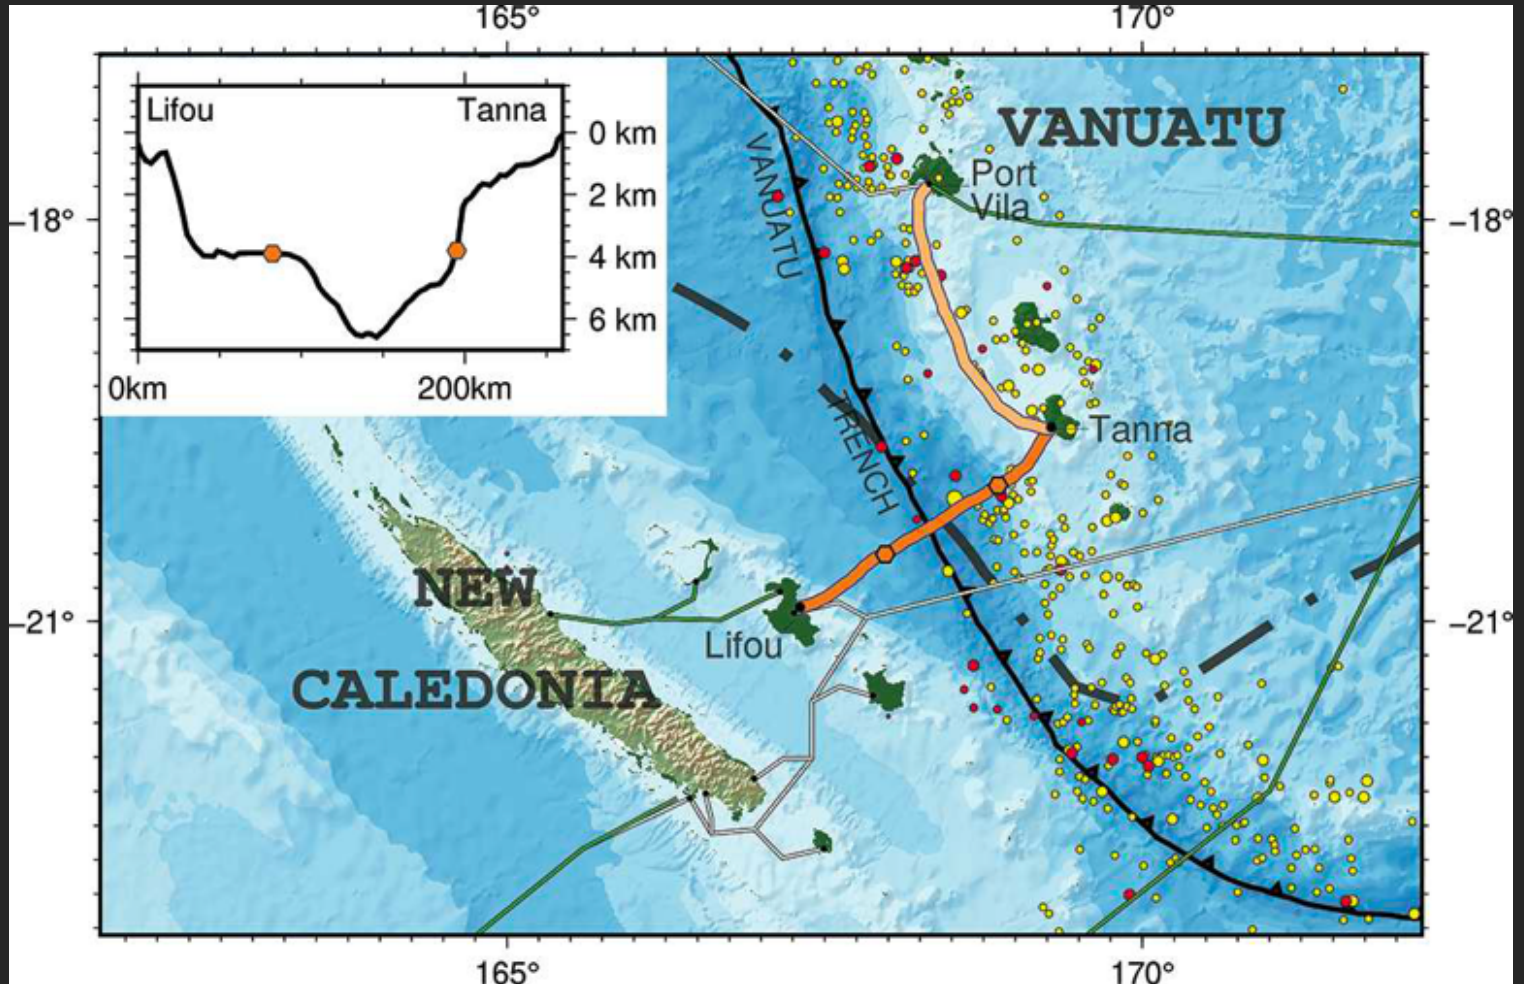 165°
170°
Lifou
Tanna
0 km
2 km
4 km
6 km
0km
200km
VANUATU
Port
Vila
VANUATU
TRENCH
−18°
−18°
Tanna
NEW
CALEDONIA
Lifou
−21°
−21°
165°
170°